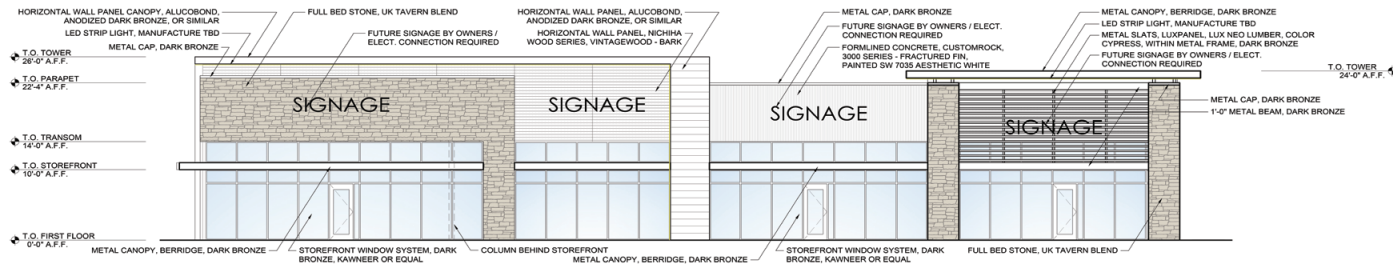 HORIZONTAL WALL PANEL CANOPY, ALUCOBOND,
ANODIZED DARK BRONZE, OR SIMILAR
LED STRIP LIGHT, MANUFACTURE TBD
METAL CAP, DARK BRONZE
FULL BED STONE, UK TAVERN BLEND
FUTURE SIGNAGE BY OWNERS /
ELECT. CONNECTION REQUIRED
HORIZONTAL WALL PANEL, ALUCOBOND,
ANODIZED DARK BRONZE, OR SIMILAR
HORIZONTAL WALL PANEL, NICHIHA
WOOD SERIES, VINTAGEWOOD - BARK
METAL CAP, DARK BRONZE
FUTURE SIGNAGE BY OWNERS / ELECT.
CONNECTION REQUIRED
FORMLINED CONCRETE, CUSTOMROCK,
3000 SERIES - FRACTURED FIN,
PAINTED SW 7035 AESTHETIC WHITE
METAL CANOPY, BERRIDGE, DARK BRONZE
LED STRIP LIGHT, MANUFACTURE TBD
METAL SLATS, LUXPANEL, LUX NEO LUMBER, COLOR
CYPRESS, WITHIN METAL FRAME, DARK BRONZE
FUTURE SIGNAGE BY OWNERS / ELECT.
CONNECTION REQUIRED
T.O. TOWER
26'-0" A.F.F.
T.O. PARAPET
22'-4" A.F.F.
T.O. TRANSOM
14'-0" A.F.F.
T.O. STOREFRONT
10'-0" A.F.F.
T.O. FIRST FLOOR
0'-0" A.F.F.
T.O. TOWER
24'-0" A.F.F.
METAL CAP, DARK BRONZE
1'-0" METAL BEAM, DARK BRONZE
SIGNAGE
SIGNAGE
SIGNAGE
SIGNAGE
METAL CANOPY, BERRIDGE, DARK BRONZE
STOREFRONT WINDOW SYSTEM, DARK
BRONZE, KAWNEER OR EQUAL
COLUMN BEHIND STOREFRONT
METAL CANOPY, BERRIDGE, DARK BRONZE
STOREFRONT WINDOW SYSTEM, DARK
BRONZE, KAWNEER OR EQUAL
FULL BED STONE, UK TAVERN BLEND